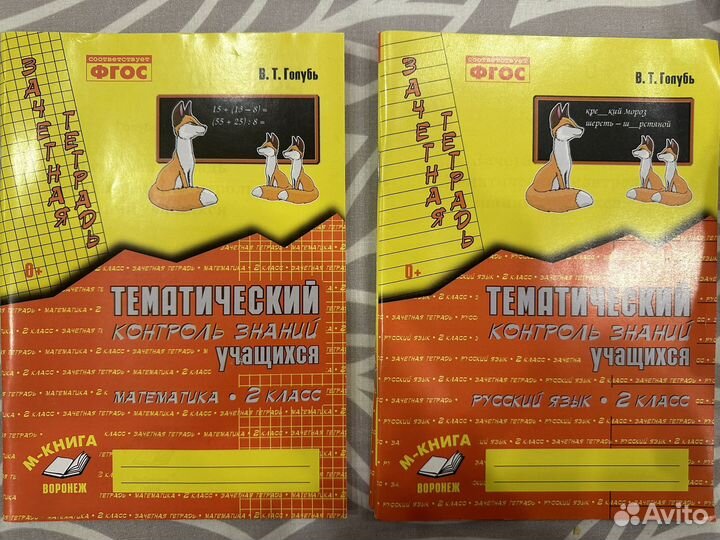 соответствует
ФГОС
В. Т. Голубь
ЗАЧЕТНАЯ
ТЕТРАДЬ
15 + (13 – 8) =
(55 + 25) : 8 =
0+
ТЕМАТИЧЕСКИЙ
КОНТРОЛЬ ЗНАНИЙ
УЧАЩИХСЯ
МАТЕМАТИКА • 2 КЛАСС
М-КНИГА
ВОРОНЕЖ
соответствует
ФГОС
В. Т. Голубь
ЗАЧЕТНАЯ
ТЕТРАДЬ
кре__кий мороз
шерсть – ш__рстяной
0+
ТЕМАТИЧЕСКИЙ
КОНТРОЛЬ ЗНАНИЙ
УЧАЩИХСЯ
РУССКИЙ ЯЗЫК • 2 КЛАСС
М-КНИГА
ВОРОНЕЖ
Avito